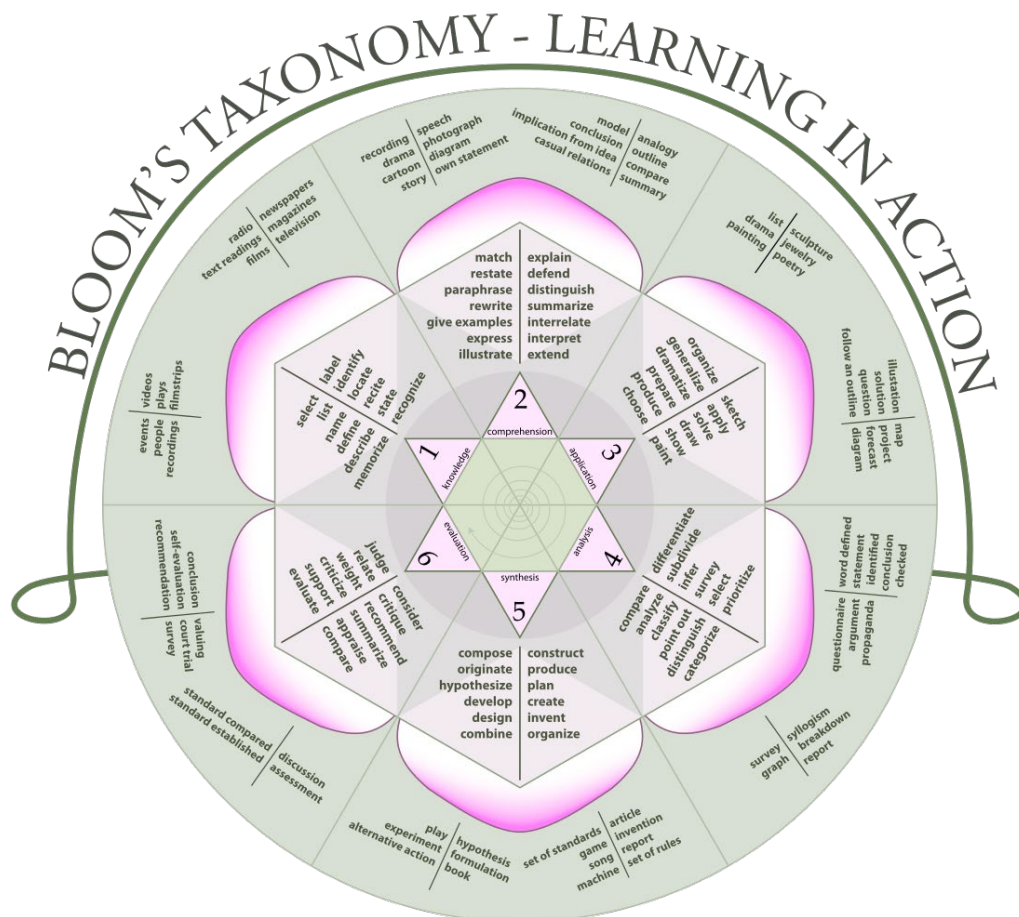 BLOOM'S TAXONOMY - LEARNING IN ACTION
recording
drama
cartoon
story
speech
photograph
diagram
own statement
model
conclusion
implication from idea
casual relations
analogy
outline
compare
summary
radio
text readings
films
newspapers
magazines
television
list
drama
painting
sculpture
jewelry
poetry
videos
plays
filmstrips
events
people
recordings
illustation
solution
question
follow an outline
map
project
forecast
diagram
match
restate
paraphrase
rewrite
give examples
express
illustrate
explain
defend
distinguish
summarize
interrelate
interpret
extend
select
list
name
define
describe
memorize
label
identify
locate
recite
state
recognize
organize
generalize
dramatize
prepare
produce
choose
sketch
apply
solve
draw
show
paint
1
knowledge
2
comprehension
3
application
4
analysis
5
synthesis
6
evaluation
judge
relate
weight
criticize
support
evaluate
consider
critique
recommend
summarize
appraise
compare
compare
analyze
classify
point out
distinguish
categorize
differentiate
subdivide
infer
survey
select
prioritize
compose
originate
hypothesize
develop
design
combine
construct
produce
plan
create
invent
organize
conclusion
self-evaluation
recommendation
valuing
court trial
survey
word defined
statement
identified
conclusion
checked
questionnaire
argument
propaganda
standard compared
standard established
discussion
assessment
survey
graph
syllogism
breakdown
report
play
experiment
alternative action
hypothesis
formulation
book
set of standards
game
song
machine
article
invention
report
set of rules